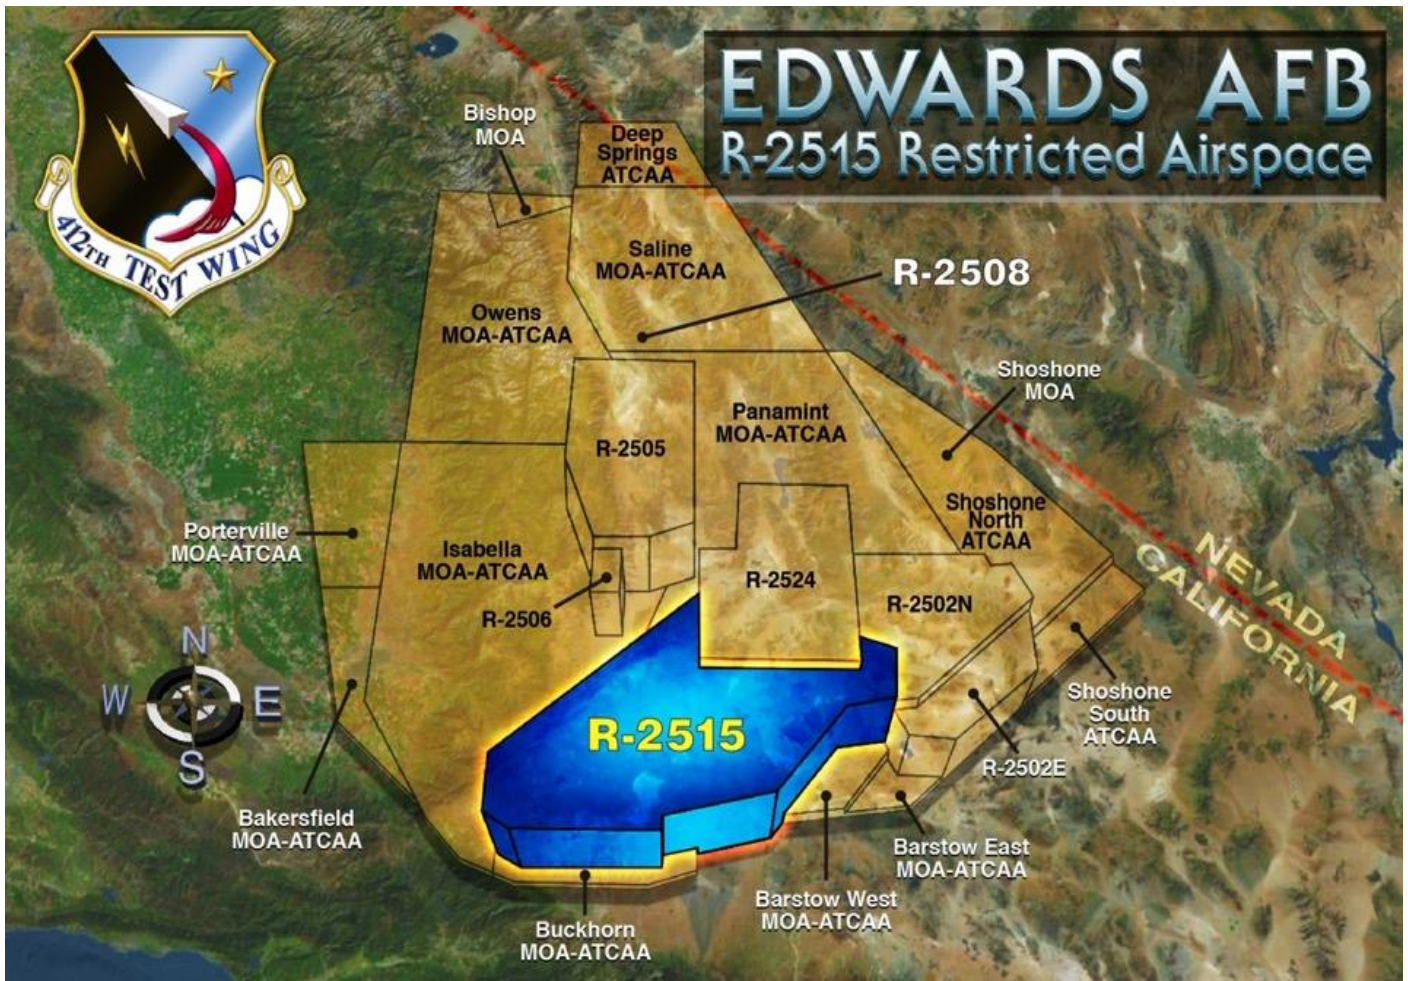 EDWARDS AFB
R-2515 Restricted Airspace
412TH TEST WING
Bishop
MOA
Deep
Springs
ATCAA
Saline
MOA-ATCAA
R-2508
Owens
MOA-ATCAA
Shoshone
MOA
Panamint
MOA-ATCAA
R-2505
Shoshone
North
ATCAA
Porterville
MOA-ATCAA
Isabella
MOA-ATCAA
R-2524
R-2506
R-2502N
NEVADA
CALIFORNIA
N
W
E
S
R-2515
Shoshone
South
ATCAA
R-2502E
Bakersfield
MOA-ATCAA
Barstow East
MOA-ATCAA
Barstow West
MOA-ATCAA
Buckhorn
MOA-ATCAA